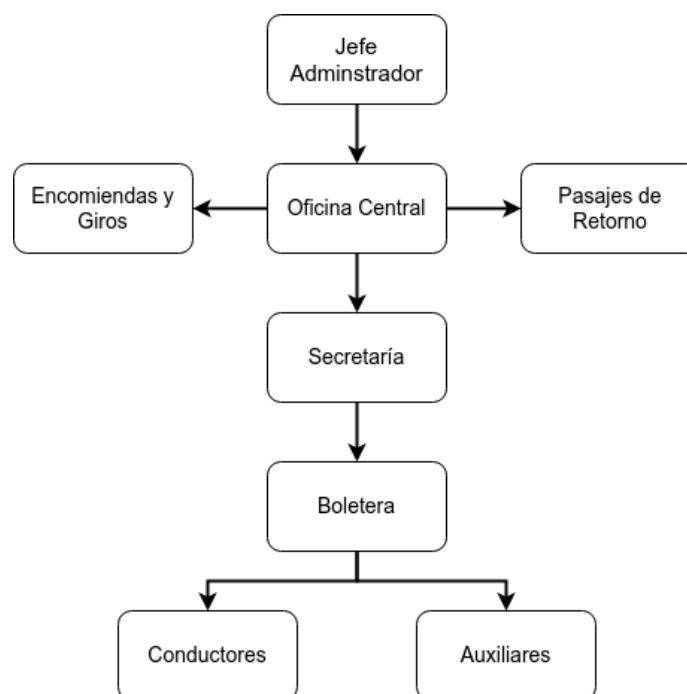 Jefe
Adminstrador
Encomiendas y
Giros
Oficina Central
Pasajes de
Retorno
Secretaría
Boletera
Conductores
Auxiliares